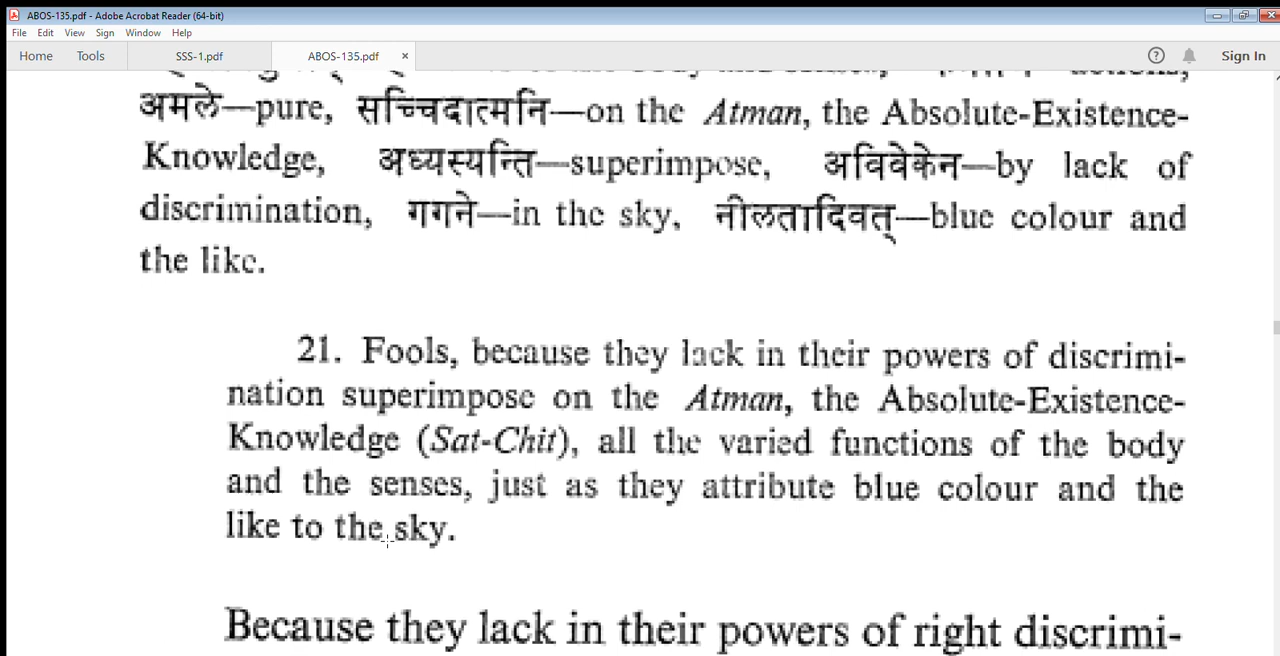 ABOS-135.pdf - Adobe Acrobat Reader (64-bit)
File Edit View Sign Window Help
Home Tools SSS-1.pdf ABOS-135.pdf × Sign In
अमले—pure, सच्चिदात्मनि—on the Atman, the Absolute-Existence-
Knowledge, अध्यस्यन्ति—superimpose, अविवेकेन—by lack of
discrimination, गगने—in the sky, नीलतादिवत्—blue colour and
the like.
21. Fools, because they lack in their powers of discrimi-
nation superimpose on the Atman, the Absolute-Existence-
Knowledge (Sat-Chit), all the varied functions of the body
and the senses, just as they attribute blue colour and the
like to the sky.
Because they lack in their powers of right discrimi-